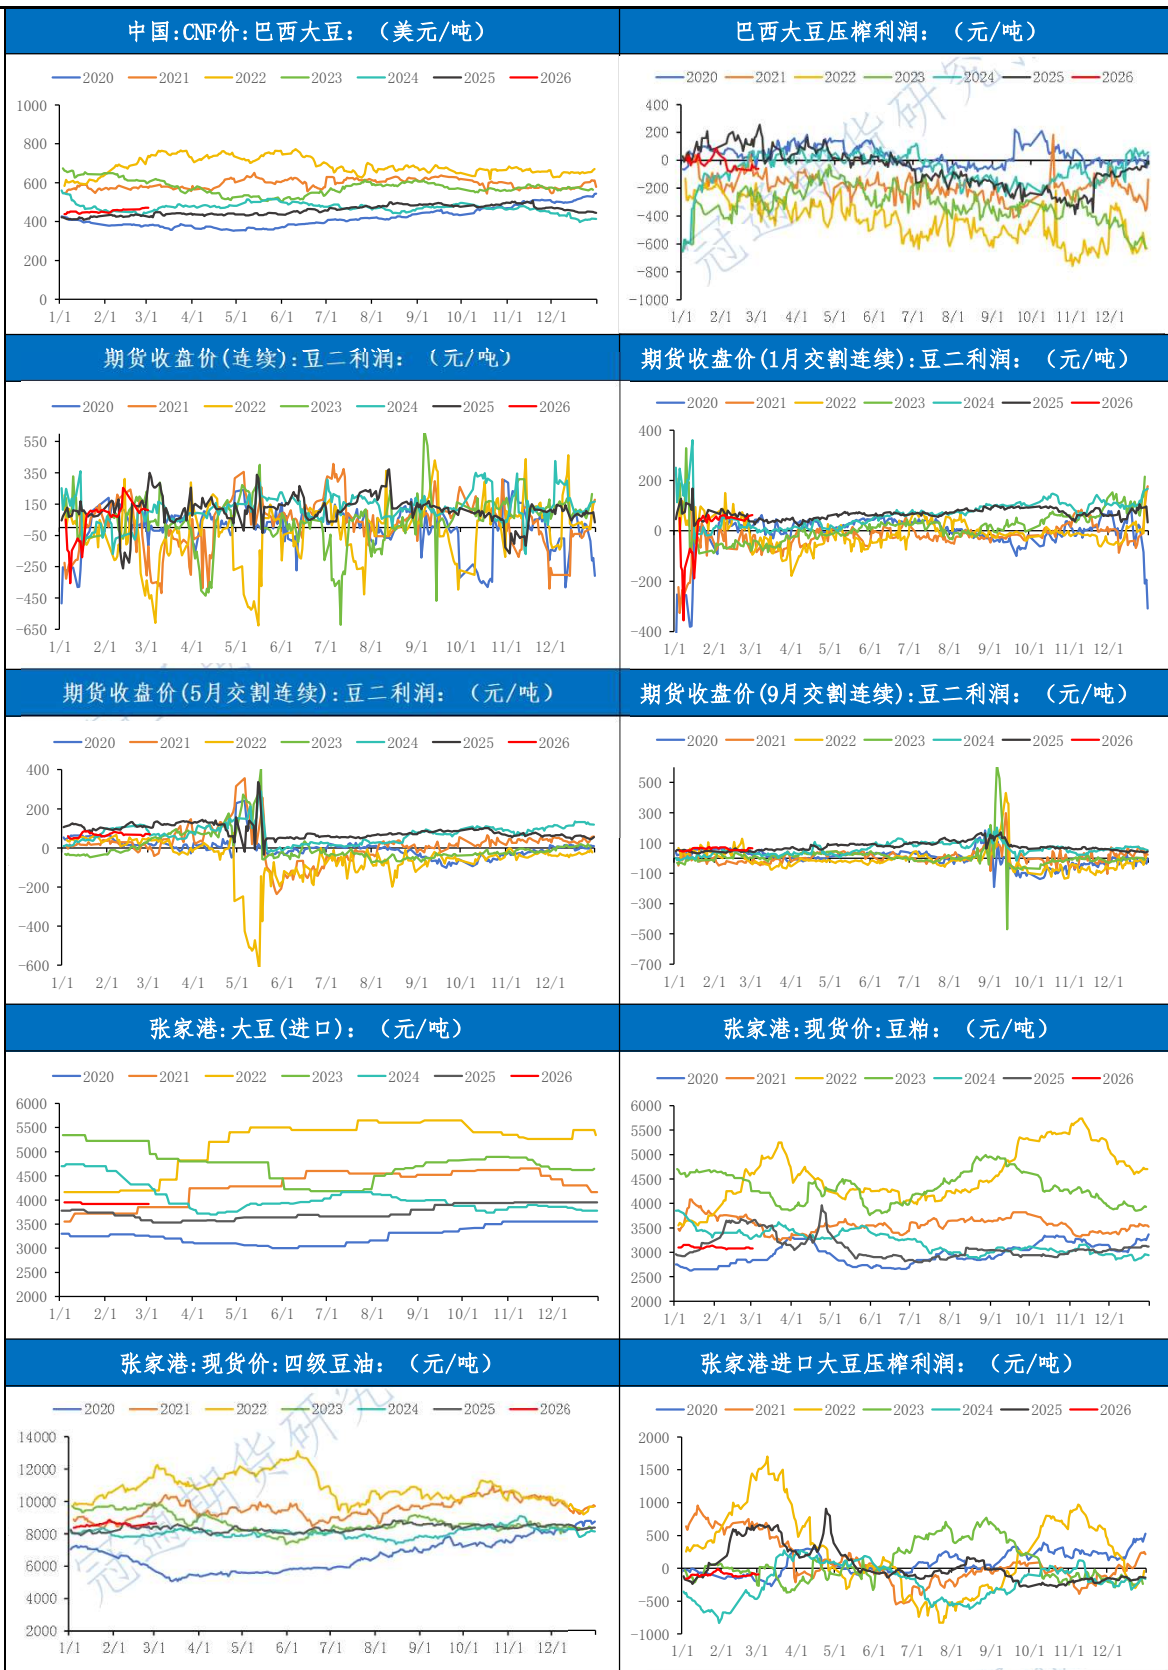 中国:CNF价:巴西大豆：（美元/吨）
2020 2021 2022 2023 2024 2025 2026
1000
800
600
400
200
0
1/1 2/1 3/1 4/1 5/1 6/1 7/1 8/1 9/1 10/1 11/1 12/1
巴西大豆压榨利润：（元/吨）
2020 2021 2022 2023 2024 2025 2026
400
200
0
-200
-400
-600
-800
-1000
1/1 2/1 3/1 4/1 5/1 6/1 7/1 8/1 9/1 10/1 11/1 12/1
期货收盘价(连续):豆二利润：（元/吨）
2020 2021 2022 2023 2024 2025 2026
550
350
150
-50
-250
-450
-650
1/1 2/1 3/1 4/1 5/1 6/1 7/1 8/1 9/1 10/1 11/1 12/1
期货收盘价(1月交割连续):豆二利润：（元/吨）
2020 2021 2022 2023 2024 2025 2026
400
200
0
-200
-400
1/1 2/1 3/1 4/1 5/1 6/1 7/1 8/1 9/1 10/1 11/1 12/1
期货收盘价(5月交割连续):豆二利润：（元/吨）
2020 2021 2022 2023 2024 2025 2026
400
200
0
-200
-400
-600
1/1 2/1 3/1 4/1 5/1 6/1 7/1 8/1 9/1 10/1 11/1 12/1
期货收盘价(9月交割连续):豆二利润：（元/吨）
2020 2021 2022 2023 2024 2025 2026
500
300
100
-100
-300
-500
-700
1/1 2/1 3/1 4/1 5/1 6/1 7/1 8/1 9/1 10/1 11/1 12/1
张家港:大豆(进口)：（元/吨）
2020 2021 2022 2023 2024 2025 2026
6000
5500
5000
4500
4000
3500
3000
2500
2000
1/1 2/1 3/1 4/1 5/1 6/1 7/1 8/1 9/1 10/1 11/1 12/1
张家港:现货价:豆粕：（元/吨）
2020 2021 2022 2023 2024 2025 2026
6000
5500
5000
4500
4000
3500
3000
2500
2000
1/1 2/1 3/1 4/1 5/1 6/1 7/1 8/1 9/1 10/1 11/1 12/1
张家港:现货价:四级豆油：（元/吨）
2020 2021 2022 2023 2024 2025 2026
14000
12000
10000
8000
6000
4000
2000
1/1 2/1 3/1 4/1 5/1 6/1 7/1 8/1 9/1 10/1 11/1 12/1
冠通期货研究
张家港进口大豆压榨利润：（元/吨）
2020 2021 2022 2023 2024 2025 2026
2000
1500
1000
500
0
-500
-1000
1/1 2/1 3/1 4/1 5/1 6/1 7/1 8/1 9/1 10/1 11/1 12/1